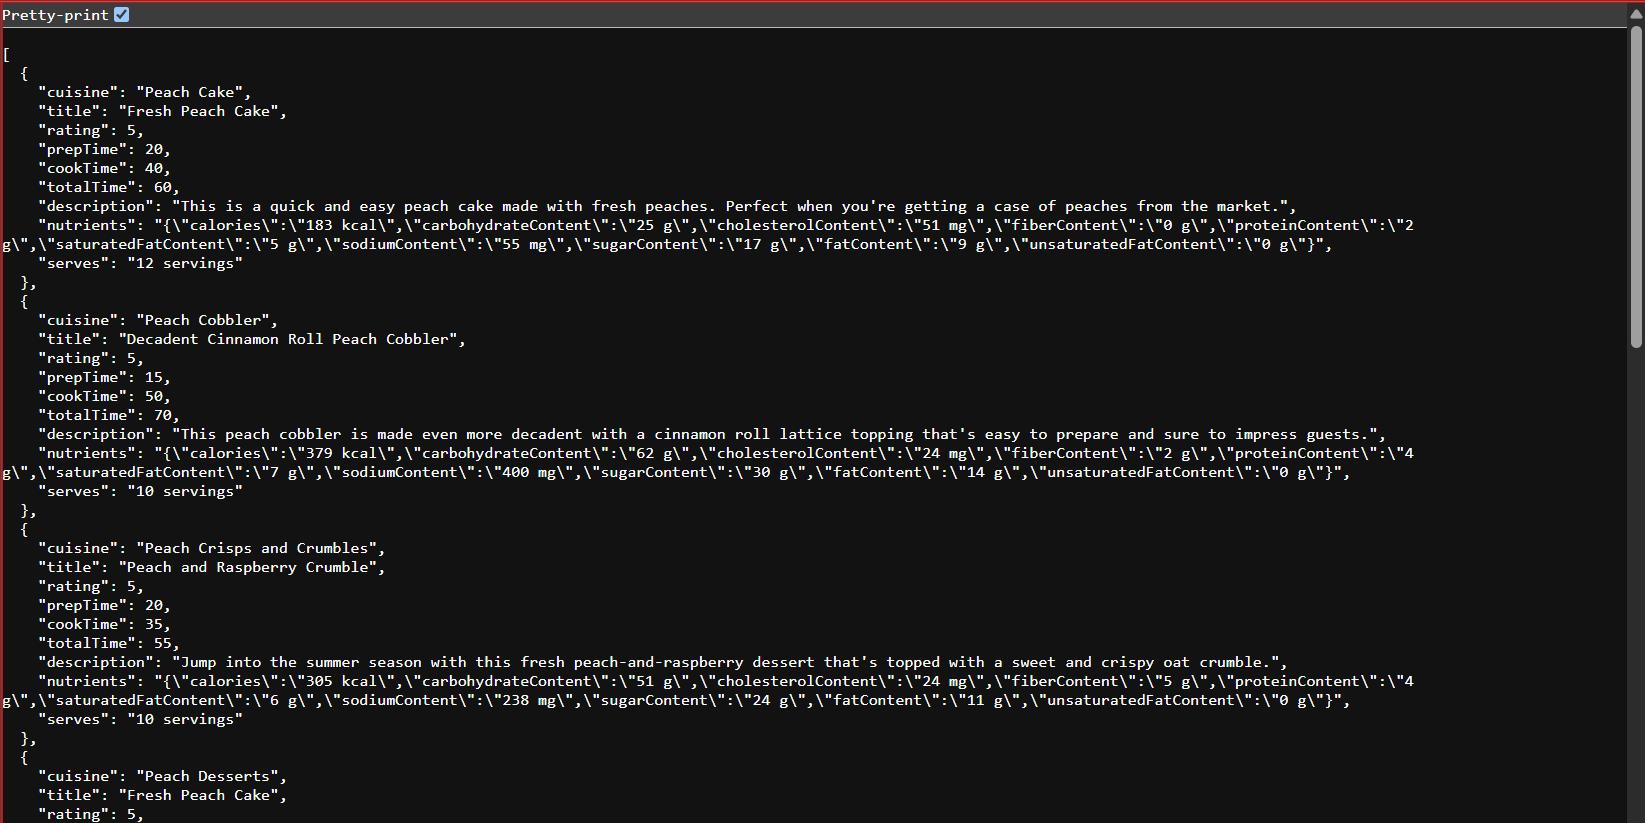 Pretty-print
[
  {
    "cuisine": "Peach Cake",
    "title": "Fresh Peach Cake",
    "rating": 5,
    "prepTime": 20,
    "cookTime": 40,
    "totalTime": 60,
    "description": "This is a quick and easy peach cake made with fresh peaches. Perfect when you're getting a case of peaches from the market.",
    "nutrients": "{\"calories\":\"183 kcal\",\"carbohydrateContent\":\"25 g\",\"cholesterolContent\":\"51 mg\",\"fiberContent\":\"0 g\",\"proteinContent\":\"2
g\",\"saturatedFatContent\":\"5 g\",\"sodiumContent\":\"55 mg\",\"sugarContent\":\"17 g\",\"fatContent\":\"9 g\",\"unsaturatedFatContent\":\"0 g\"}",
    "serves": "12 servings"
  },
  {
    "cuisine": "Peach Cobbler",
    "title": "Decadent Cinnamon Roll Peach Cobbler",
    "rating": 5,
    "prepTime": 15,
    "cookTime": 50,
    "totalTime": 70,
    "description": "This peach cobbler is made even more decadent with a cinnamon roll lattice topping that's easy to prepare and sure to impress guests.",
    "nutrients": "{\"calories\":\"379 kcal\",\"carbohydrateContent\":\"62 g\",\"cholesterolContent\":\"24 mg\",\"fiberContent\":\"2 g\",\"proteinContent\":\"4
g\",\"saturatedFatContent\":\"7 g\",\"sodiumContent\":\"400 mg\",\"sugarContent\":\"30 g\",\"fatContent\":\"14 g\",\"unsaturatedFatContent\":\"0 g\"}",
    "serves": "10 servings"
  },
  {
    "cuisine": "Peach Crisps and Crumbles",
    "title": "Peach and Raspberry Crumble",
    "rating": 5,
    "prepTime": 20,
    "cookTime": 35,
    "totalTime": 55,
    "description": "Jump into the summer season with this fresh peach-and-raspberry dessert that's topped with a sweet and crispy oat crumble.",
    "nutrients": "{\"calories\":\"305 kcal\",\"carbohydrateContent\":\"51 g\",\"cholesterolContent\":\"24 mg\",\"fiberContent\":\"5 g\",\"proteinContent\":\"4
g\",\"saturatedFatContent\":\"6 g\",\"sodiumContent\":\"238 mg\",\"sugarContent\":\"24 g\",\"fatContent\":\"11 g\",\"unsaturatedFatContent\":\"0 g\"}",
    "serves": "10 servings"
  },
  {
    "cuisine": "Peach Desserts",
    "title": "Fresh Peach Cake",
    "rating": 5,